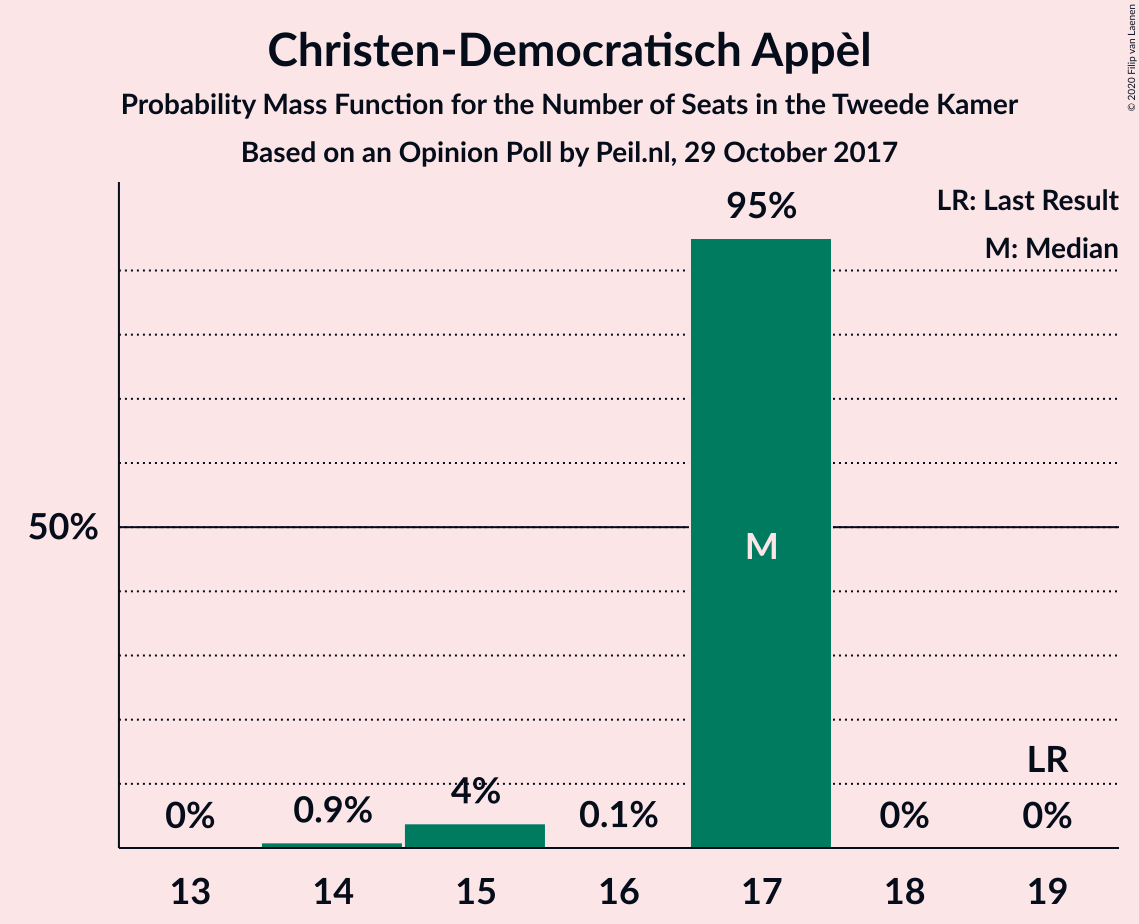 Christen-Democratisch Appèl
Probability Mass Function for the Number of Seats in the Tweede Kamer
Based on an Opinion Poll by Peil.nl, 29 October 2017
© 2020 Filip van Laenen
LR: Last Result
M: Median
95%
50%
M
LR
0%
0.9%
4%
0.1%
0%
0%
13 14 15 16 17 18 19